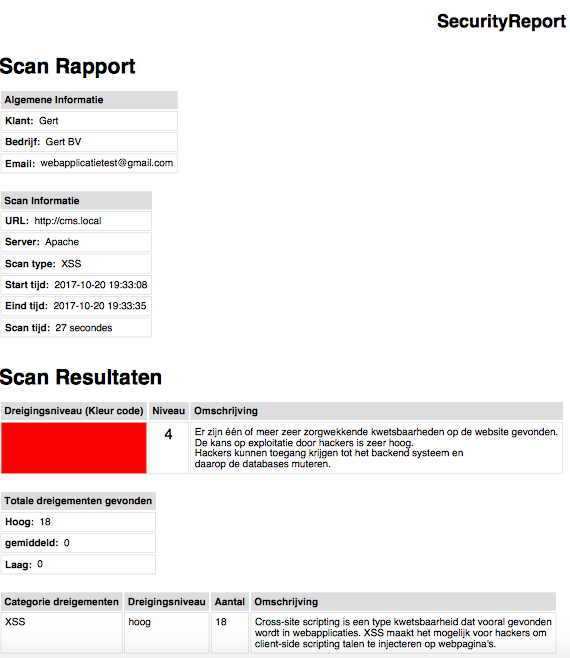 SecurityReport
Scan Rapport
Algemene Informatie
Klant: Gert
Bedrijf: Gert BV
Email: webapplicatietest@gmail.com
Scan Informatie
URL: http://cms.local
Server: Apache
Scan type: XSS
Start tijd: 2017-10-20 19:33:08
Eind tijd: 2017-10-20 19:33:35
Scan tijd: 27 secondes
Scan Resultaten
Dreigingsniveau (Kleur code) Niveau Omschrijving
4 Er zijn één of meer zeer zorgwekkende kwetsbaarheden op de website gevonden.
De kans op exploitatie door hackers is zeer hoog.
Hackers kunnen toegang krijgen tot het backend systeem en
daarop de databases muteren.
Totale dreigementen gevonden
Hoog: 18
gemiddeld: 0
Laag: 0
Categorie dreigementen Dreigingsniveau Aantal Omschrijving
XSS hoog 18 Cross-site scripting is een type kwetsbaarheid dat vooral gevonden
wordt in webapplicaties. XSS maakt het mogelijk voor hackers om
client-side scripting talen te injecteren op webpagina's.